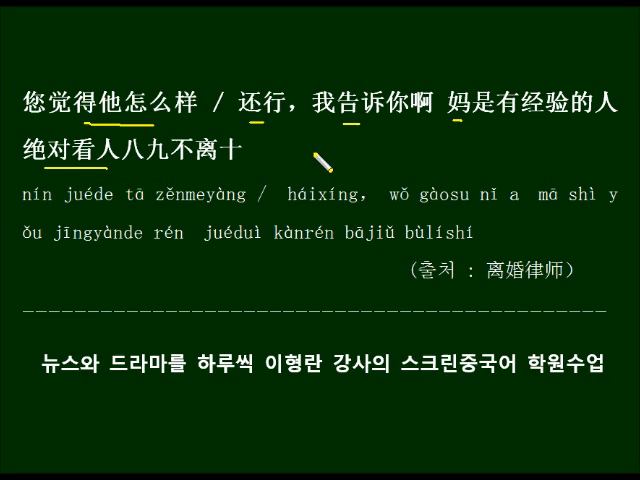 您觉得他怎么样 / 还行，我告诉你啊 妈是有经验的人
绝对看人八九不离十
nín juéde tā zěnmeyàng / háixíng， wǒ gàosu nǐ a mā shì y
ǒu jīngyànde rén juéduì kànrén bājiǔ bùlíshí
（출처 : 离婚律师）
뉴스와 드라마를 하루씩 이형란 강사의 스크린중국어 학원수업